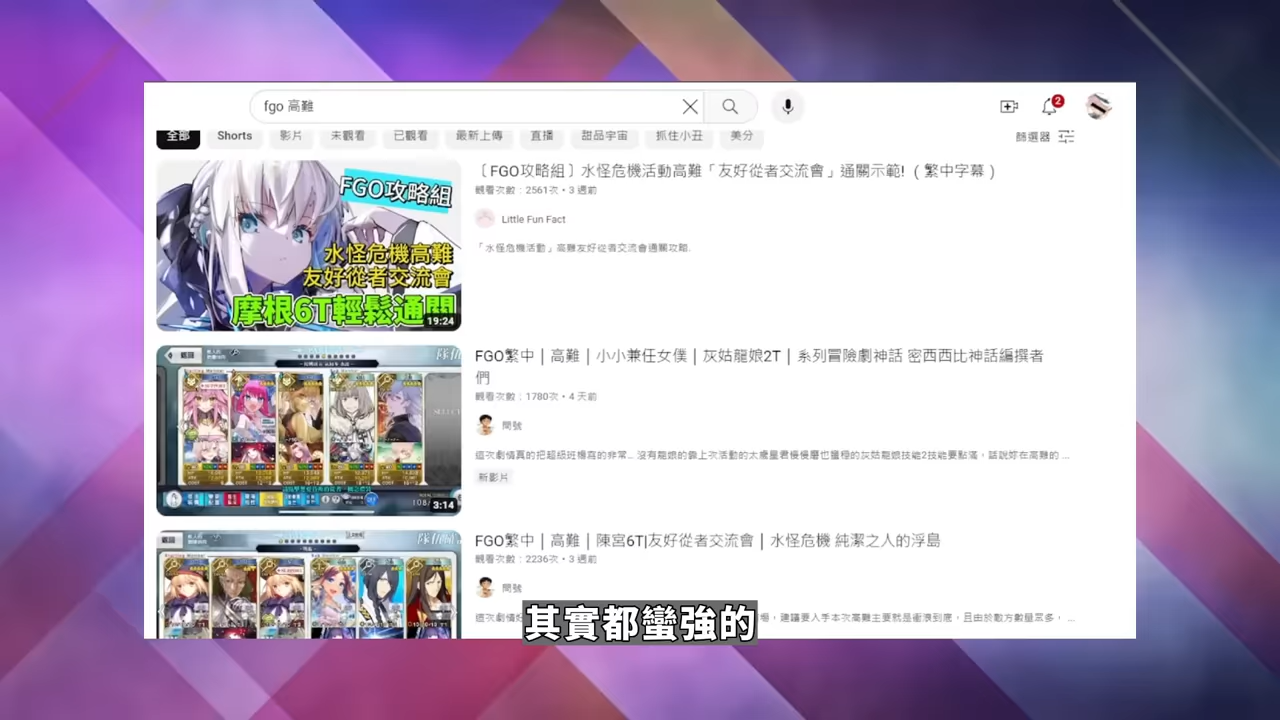 fgo 高難
2
全部 Shorts 影片 未觀看 已觀看 最新上傳 直播 甜品宇宙 抓住小丑 美分 篩選器
FGO攻略組
水怪危機高難
友好從者交流會
摩根6T輕鬆通關
19:24
〔FGO攻略組〕水怪危機活動高難「友好從者交流會」通關示範! ( 繁中字幕 )
觀看次數：2561次・3 週前
Little Fun Fact
「水怪危機活動」高難友好從者交流會通關攻略.
3:14
FGO繁中｜高難｜小小兼任女僕｜灰姑龍娘2T｜系列冒險劇神話 密西西比神話編撰者
們
觀看次數：1780次・4 天前
問號
新影片
FGO繁中｜高難｜陳宮6T|友好從者交流會｜水怪危機 純潔之人的浮島
觀看次數：2236次・3 週前
問號
其實都蠻強的